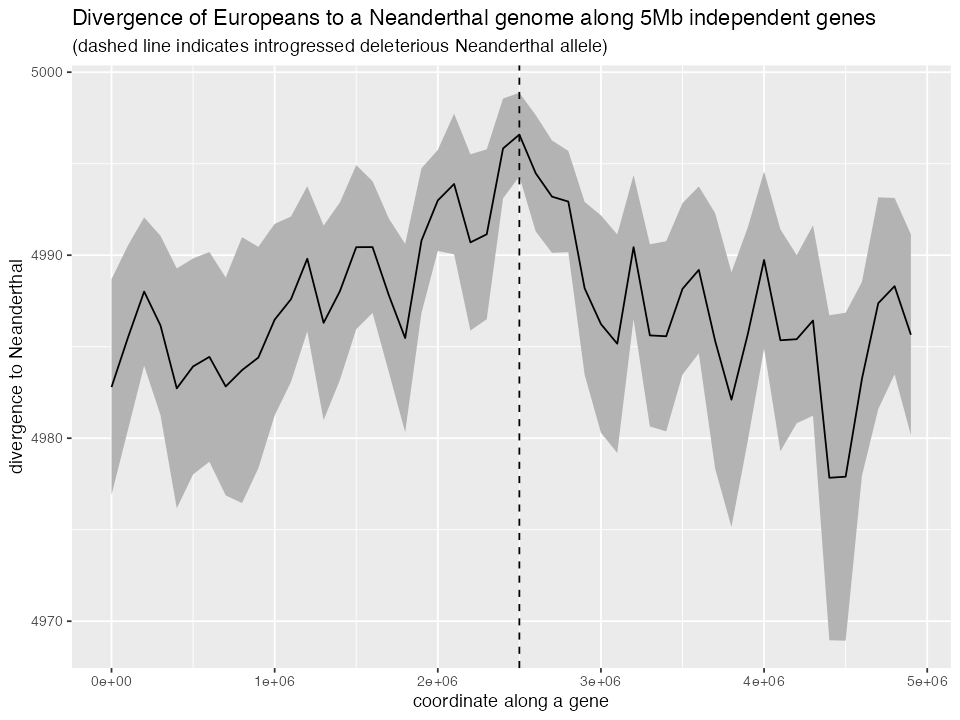 Divergence of Europeans to a Neanderthal genome along 5Mb independent genes
(dashed line indicates introgressed deleterious Neanderthal allele)
divergence to Neanderthal
5000
4990
4980
4970
0e+00 1e+06 2e+06 3e+06 4e+06 5e+06
coordinate along a gene